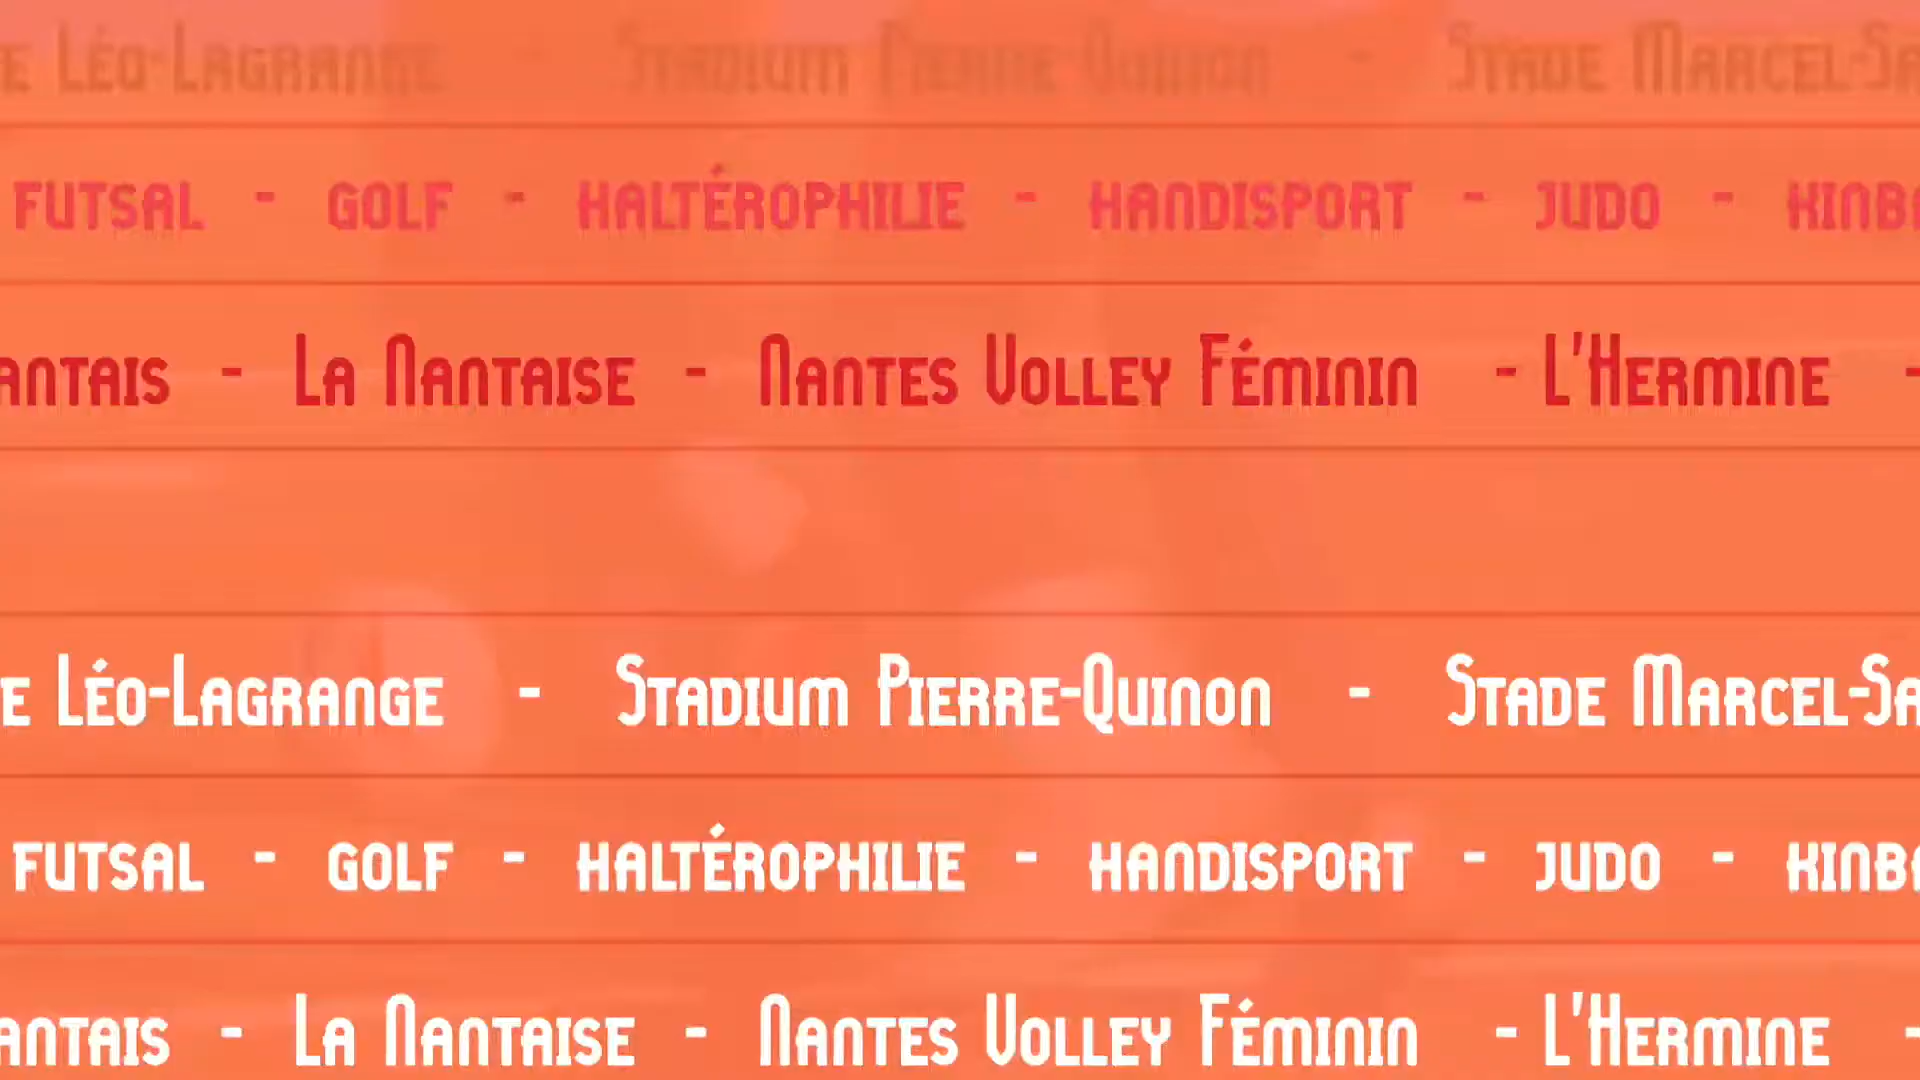 e Léo-Lagrange - Stadium Pierre-Quinon - Stade Marcel-Sa
FUTSAL - GOLF - HALTÉROPHILIE - HANDISPORT - JUDO - KINBA
antais - La Nantaise - Nantes Volley Féminin - L'Hermine -
e Léo-Lagrange - Stadium Pierre-Quinon - Stade Marcel-Sa
FUTSAL - GOLF - HALTÉROPHILIE - HANDISPORT - JUDO - KINBA
antais - La Nantaise - Nantes Volley Féminin - L'Hermine -